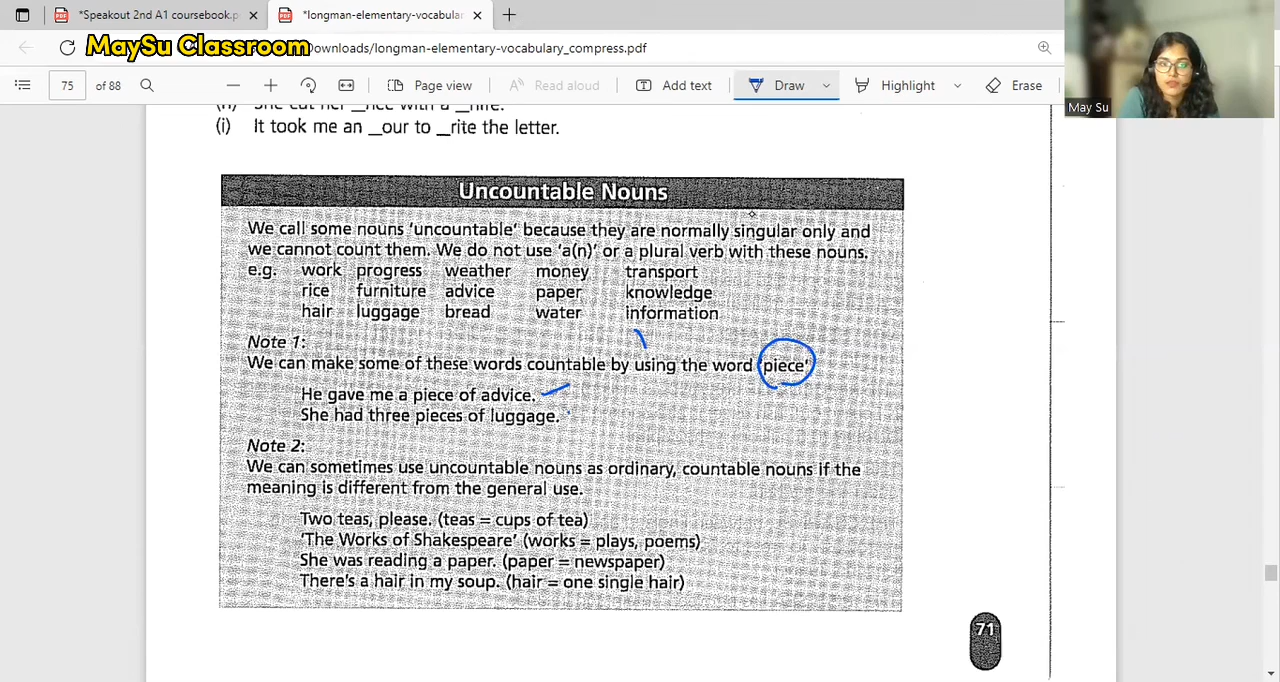 *Speakout 2nd A1 coursebook.p
*longman-elementary-vocabular
MaySu Classroom
Downloads/longman-elementary-vocabulary_compress.pdf
75 of 88
Page view
Read aloud
Add text
Draw
Highlight
Erase
May Su
(h) She cut her _nee with a _nife.
(i) It took me an _our to _rite the letter.
Uncountable Nouns
We call some nouns 'uncountable' because they are normally singular only and
we cannot count them. We do not use 'a(n)' or a plural verb with these nouns.
e.g. work progress weather money transport
rice furniture advice paper knowledge
hair luggage bread water information
Note 1:
We can make some of these words countable by using the word 'piece'
He gave me a piece of advice.
She had three pieces of luggage.
Note 2:
We can sometimes use uncountable nouns as ordinary, countable nouns if the
meaning is different from the general use.
Two teas, please. (teas = cups of tea)
'The Works of Shakespeare' (works = plays, poems)
She was reading a paper. (paper = newspaper)
There's a hair in my soup. (hair = one single hair)
71